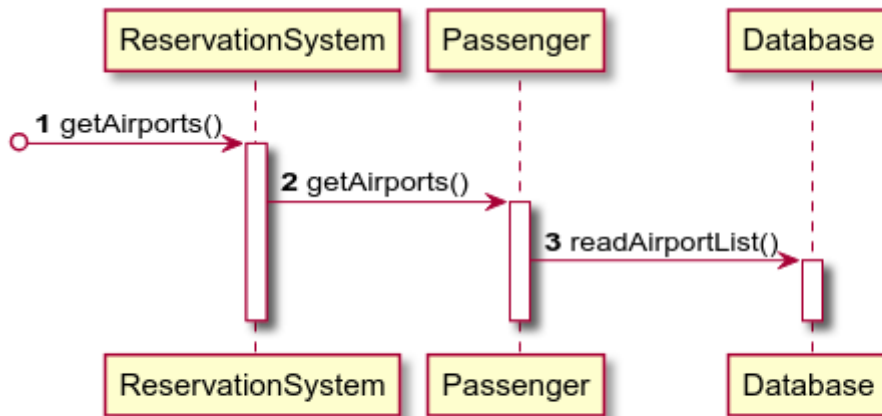 ReservationSystem Passenger Database
1 getAirports()
2 getAirports()
3 readAirportList()
ReservationSystem Passenger Database